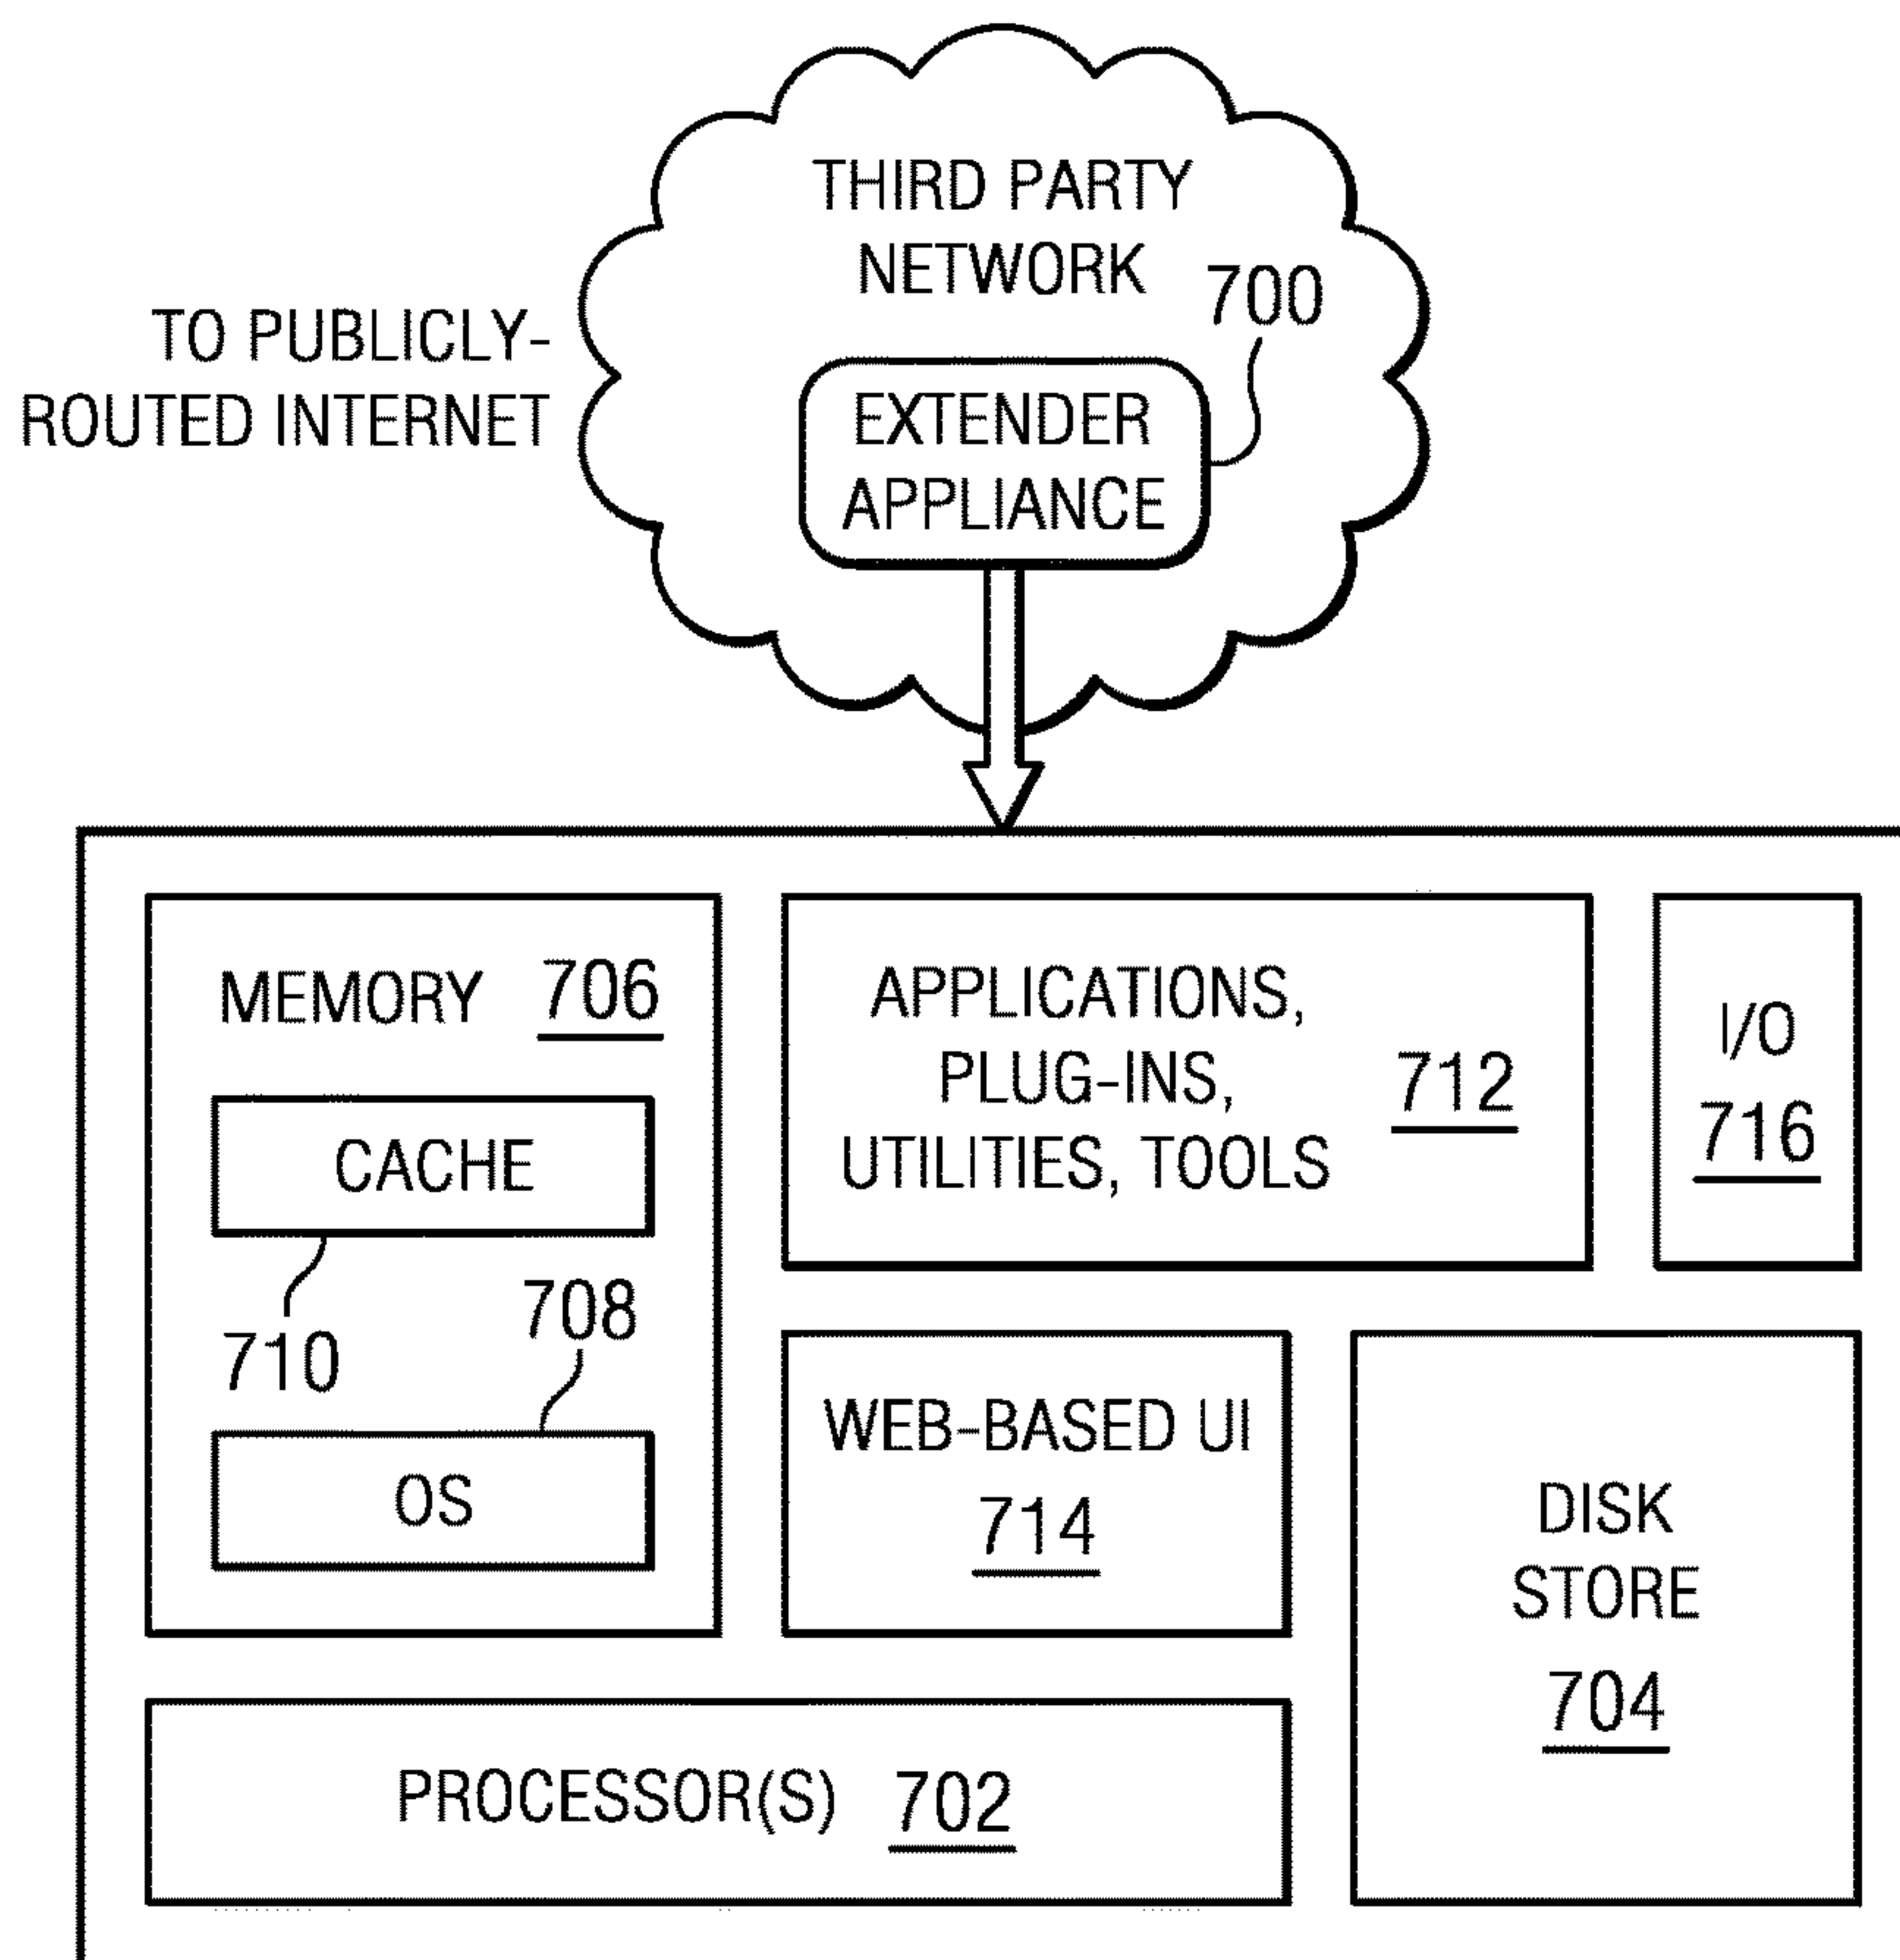 THIRD PARTY
NETWORK
700
TO PUBLICLY-
ROUTED INTERNET
EXTENDER
APPLIANCE
MEMORY 706
CACHE
710
708
OS
APPLICATIONS,
PLUG-INS,
UTILITIES, TOOLS
712
I/O
716
WEB-BASED UI
714
DISK
STORE
704
PROCESSOR(S) 702